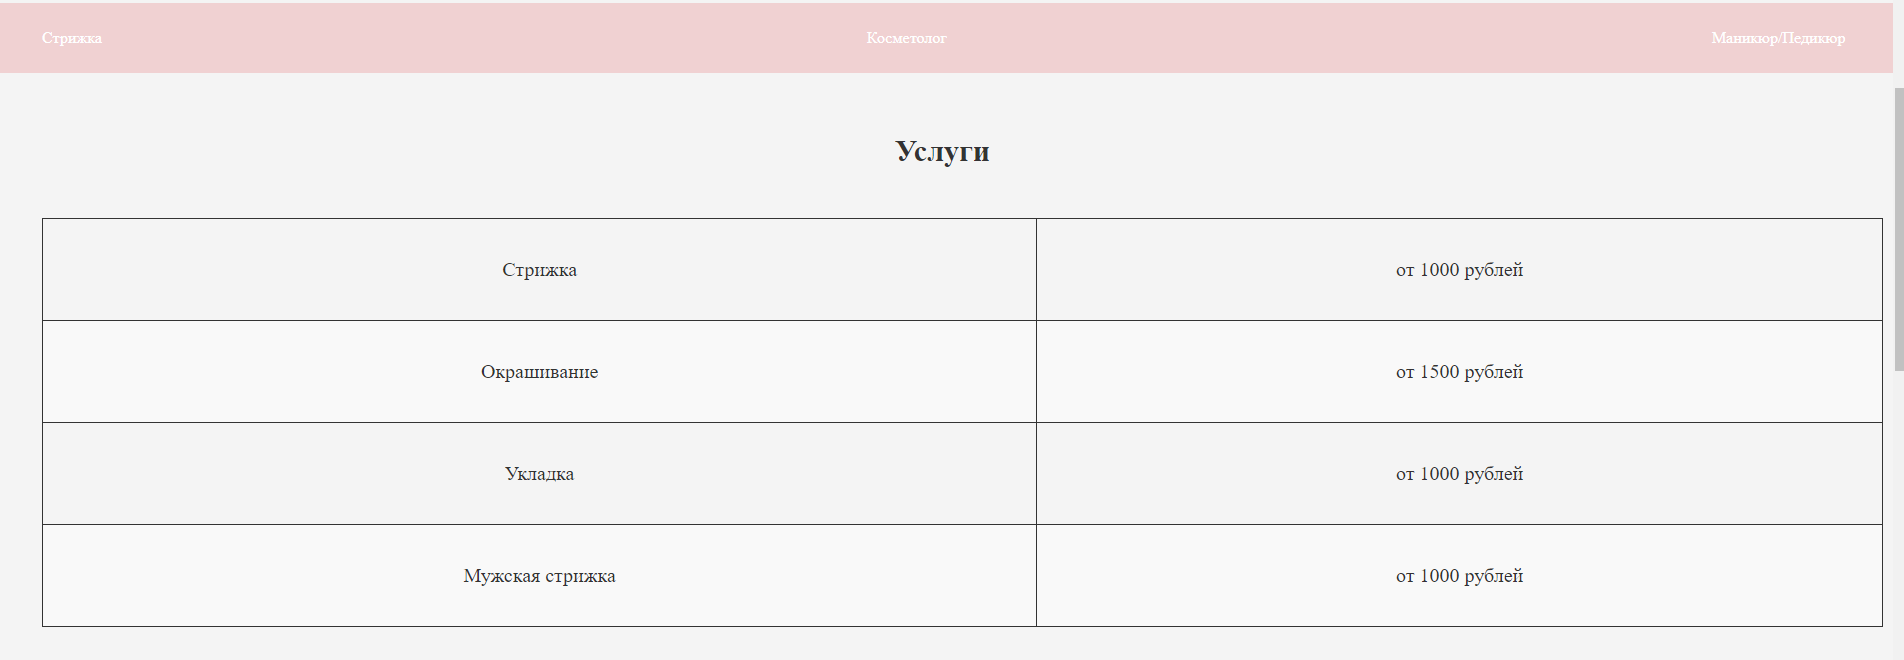 Стрижка Косметолог Маникюр/Педикюр
Услуги
Стрижка от 1000 рублей
Окрашивание от 1500 рублей
Укладка от 1000 рублей
Мужская стрижка от 1000 рублей